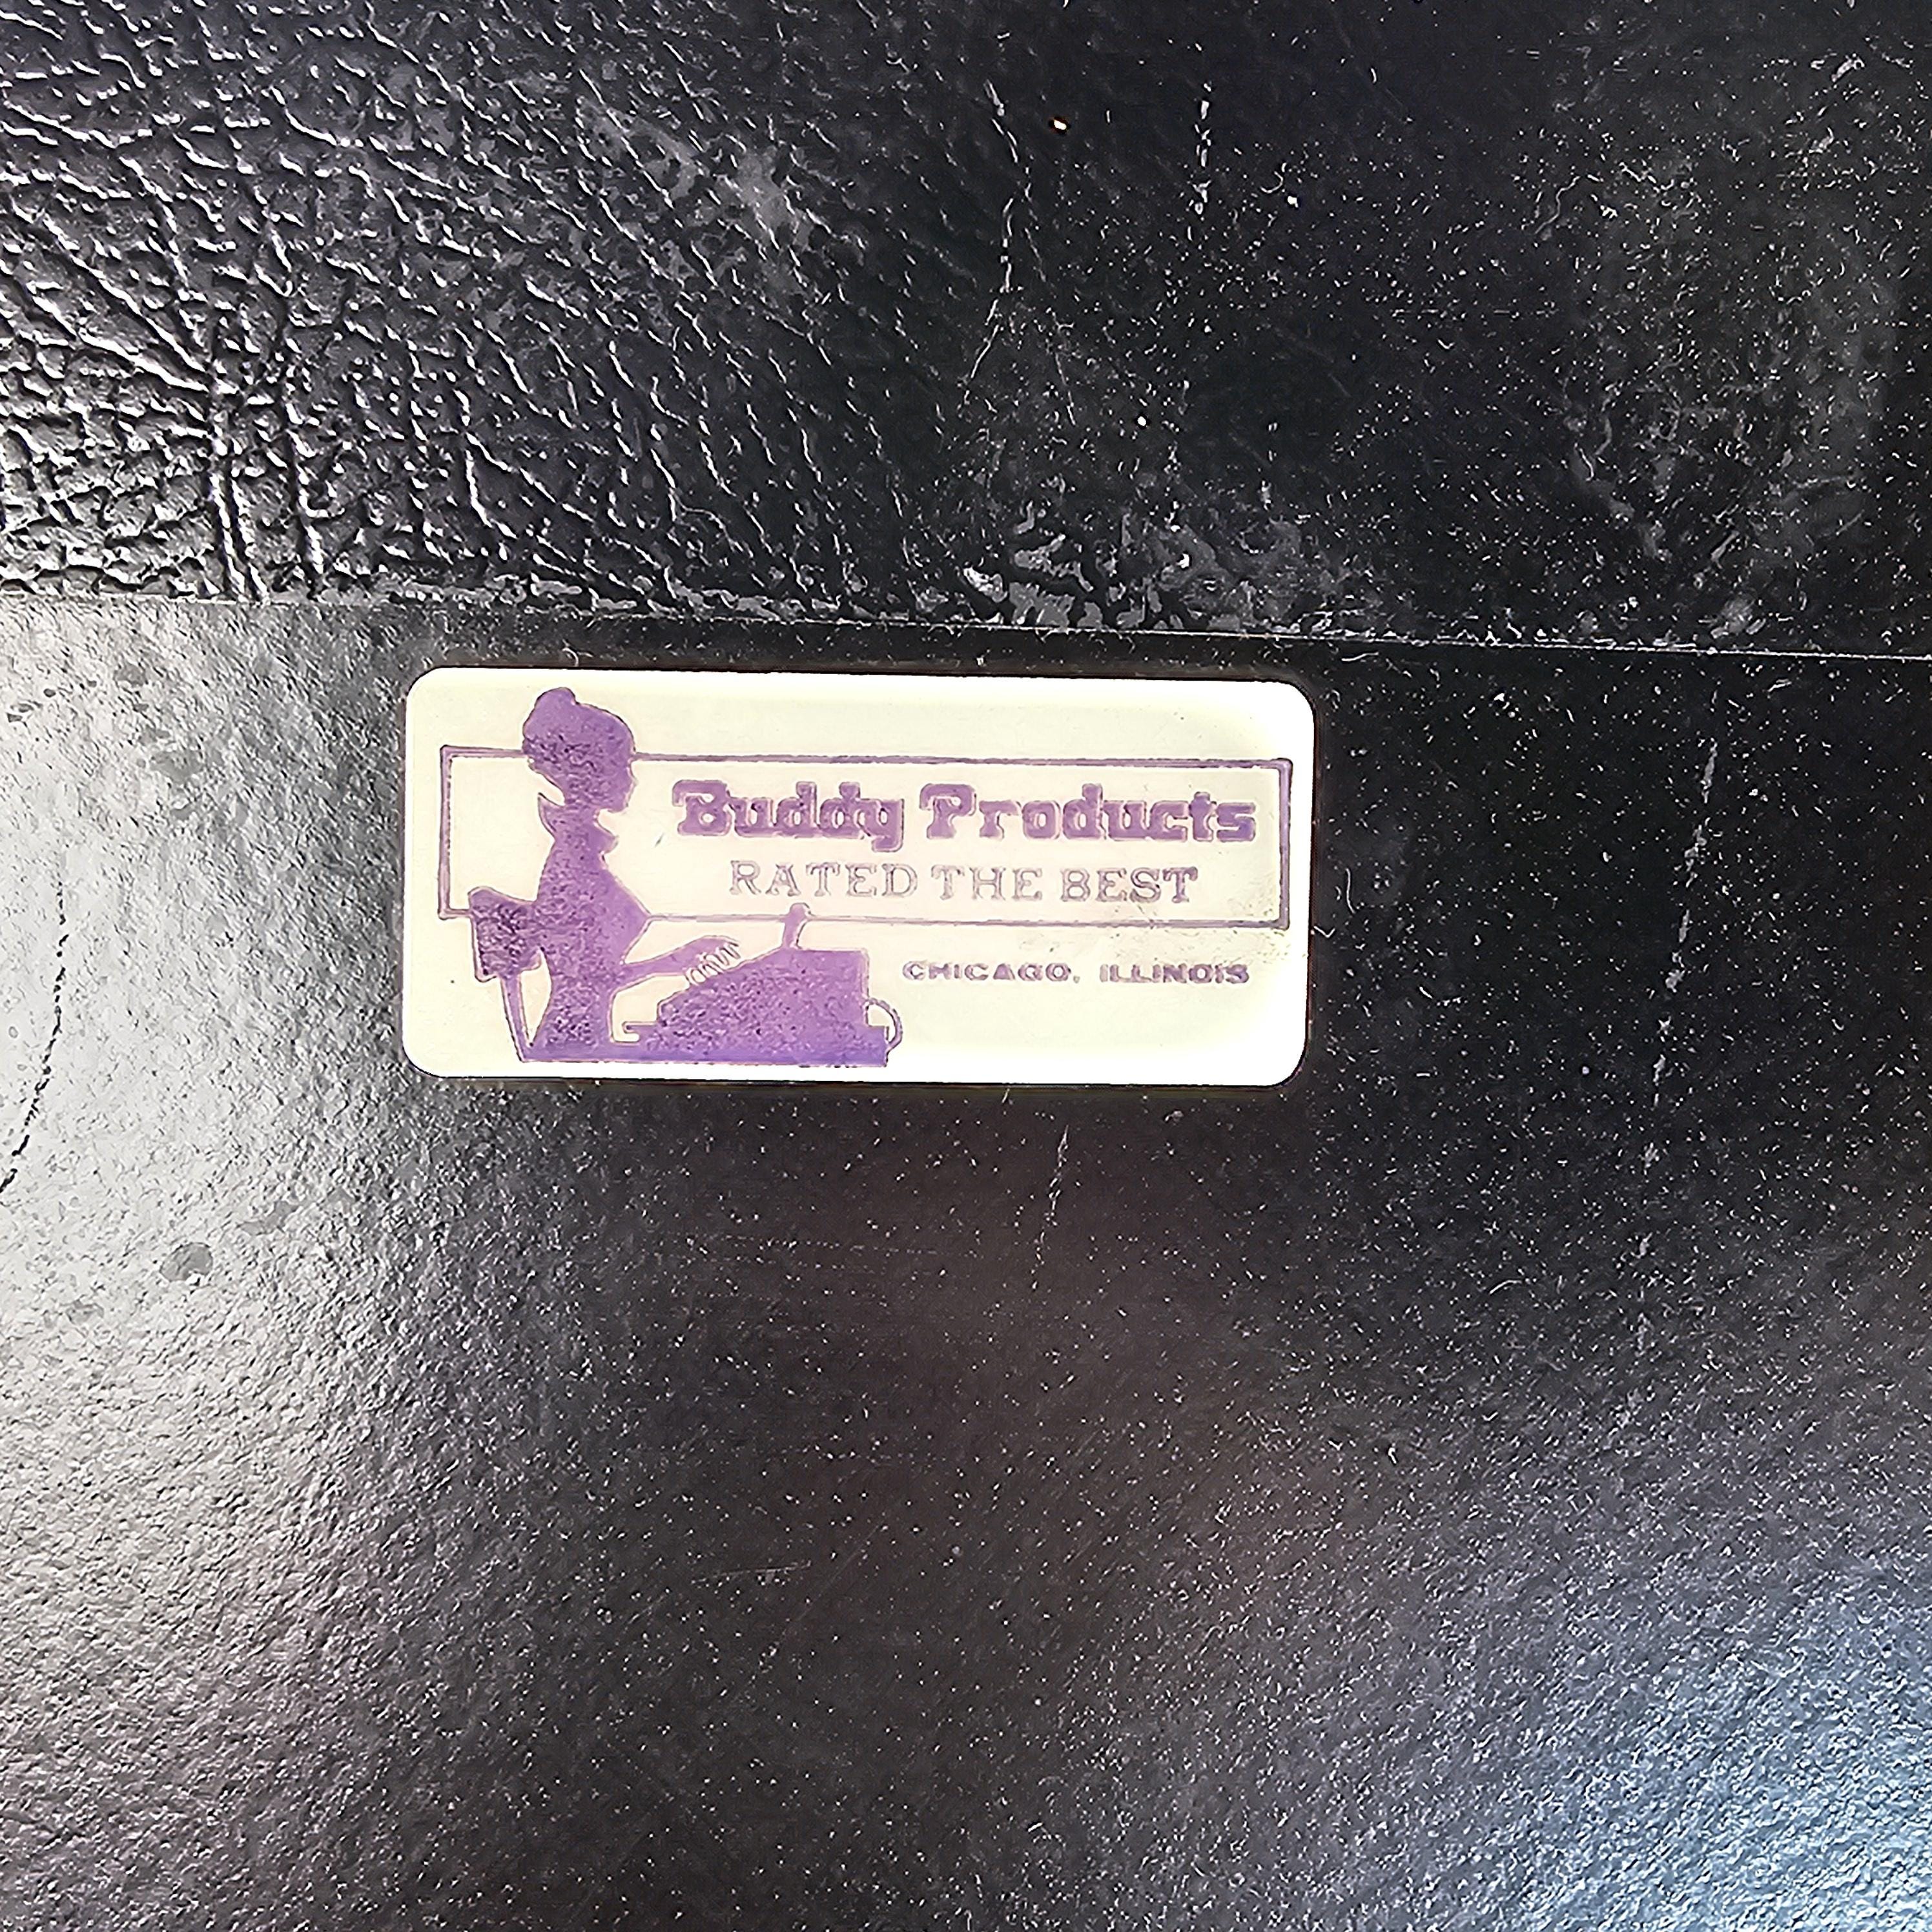 Buddy Products
RATED THE BEST
CHICAGO, ILLINOIS